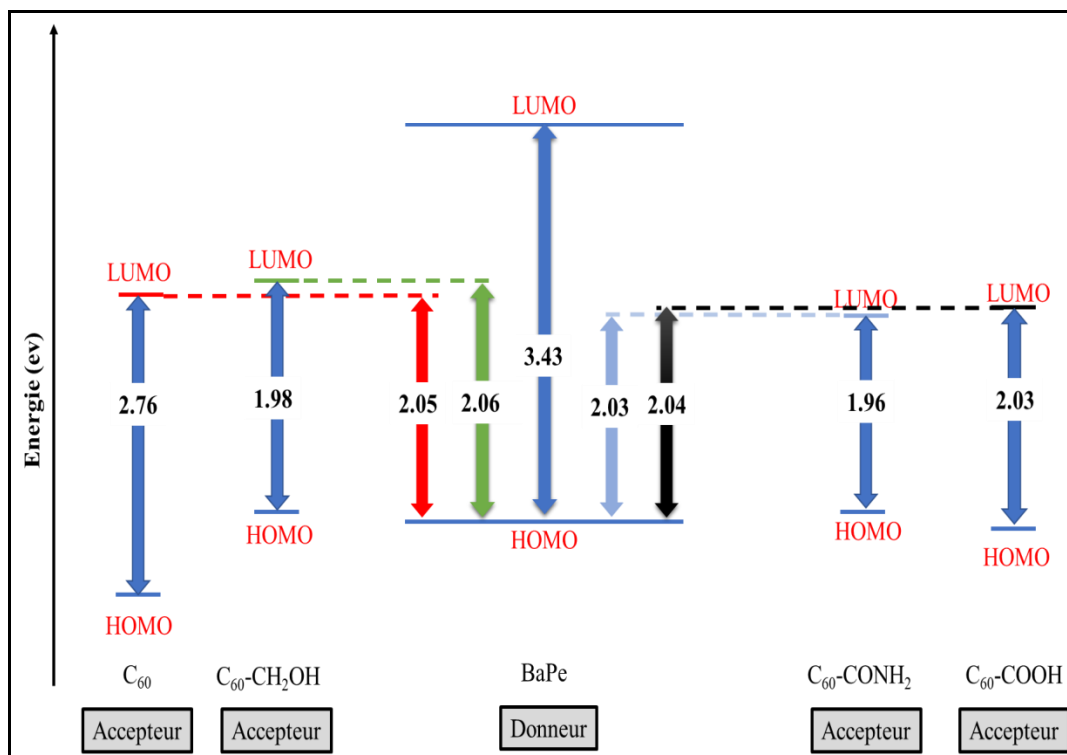 Energie (ev)
LUMO
LUMO
LUMO
LUMO
LUMO
2.76
1.98
2.05
2.06
3.43
2.03
2.04
1.96
2.03
HOMO
HOMO
HOMO
HOMO
HOMO
C₆₀
C₆₀-CH₂OH
BaPe
C₆₀-CONH₂
C₆₀-COOH
Accepteur
Accepteur
Donneur
Accepteur
Accepteur